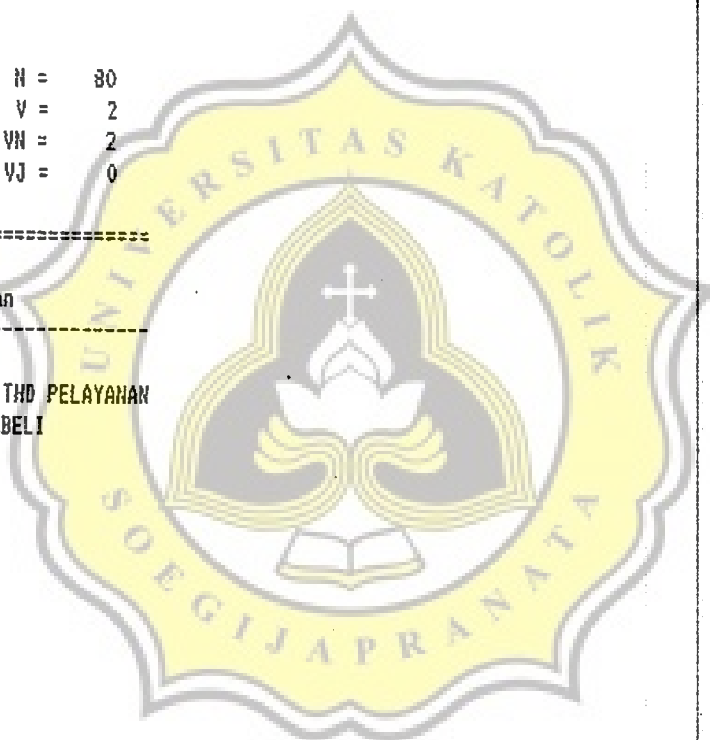 N = 80
V = 2
VN = 2
VJ = 0
==============
an
--------------
THD PELAYANAN
BELI
UNIVERSITAS KATOLIK
SOEGIJAPRANATA